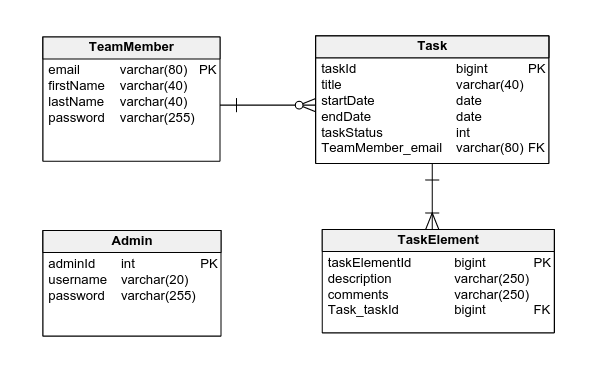 TeamMember
email varchar(80) PK
firstName varchar(40)
lastName varchar(40)
password varchar(255)
Task
taskId bigint PK
title varchar(40)
startDate date
endDate date
taskStatus int
TeamMember_email varchar(80) FK
Admin
adminId int PK
username varchar(20)
password varchar(255)
TaskElement
taskElementId bigint PK
description varchar(250)
comments varchar(250)
Task_taskId bigint FK